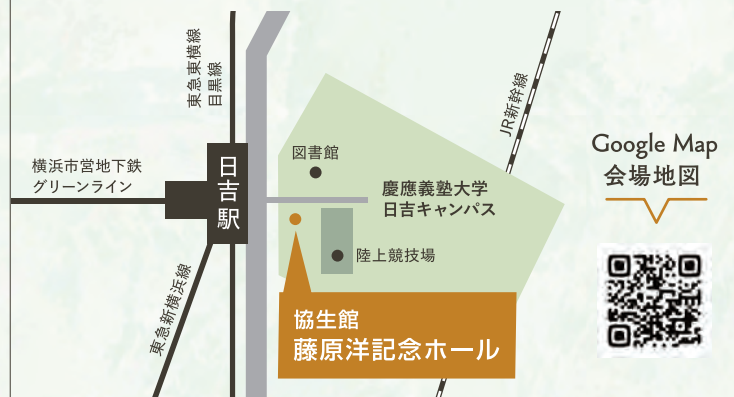 東急東横線
目黒線
JR新幹線
横浜市営地下鉄
グリーンライン
日吉駅
図書館
慶應義塾大学
日吉キャンパス
陸上競技場
東急新横浜線
協生館
藤原洋記念ホール
Google Map
会場地図